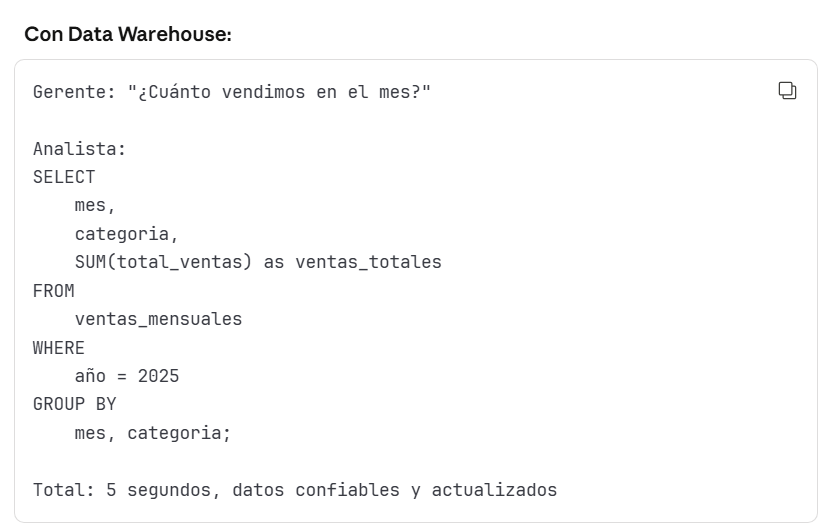 Con Data Warehouse:
Gerente: "¿Cuánto vendimos en el mes?"
Analista:
SELECT
    mes,
    categoria,
    SUM(total_ventas) as ventas_totales
FROM
    ventas_mensuales
WHERE
    año = 2025
GROUP BY
    mes, categoria;
Total: 5 segundos, datos confiables y actualizados